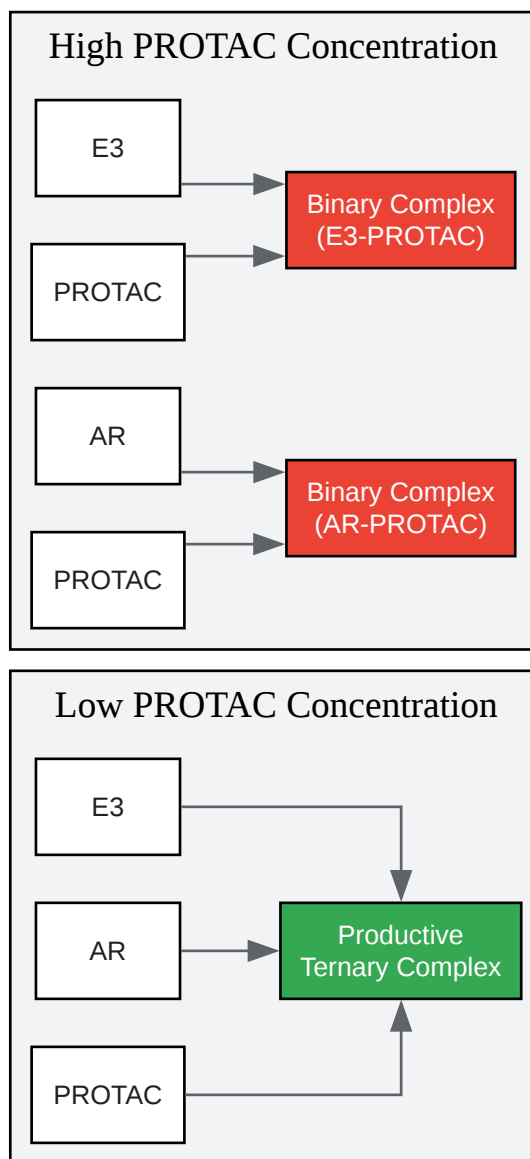 High PROTAC Concentration
E3
Binary Complex
(E3-PROTAC)
PROTAC
AR
Binary Complex
(AR-PROTAC)
PROTAC
Low PROTAC Concentration
E3
AR
Productive
Ternary Complex
PROTAC